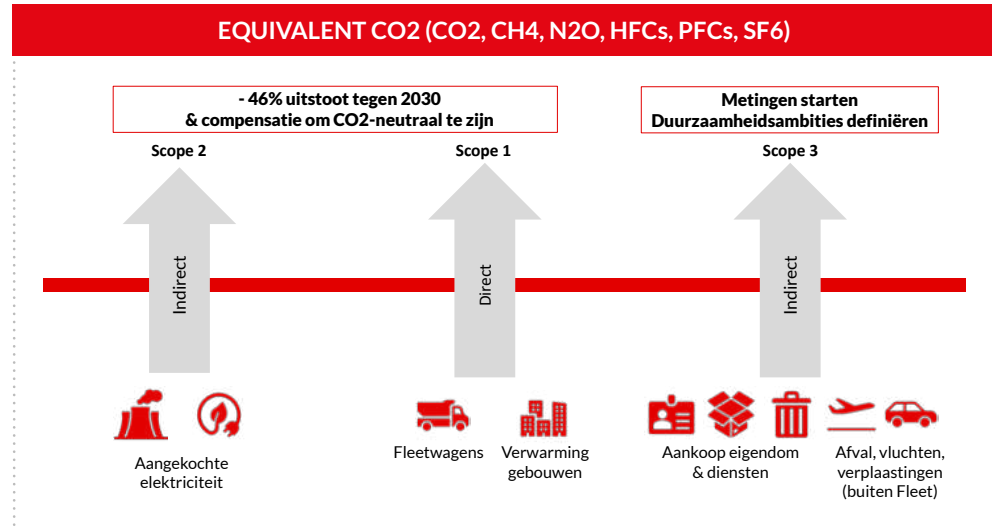 EQUIVALENT CO2 (CO2, CH4, N2O, HFCs, PFCs, SF6)
- 46% uitstoot tegen 2030
& compensatie om CO2-neutraal te zijn
Metingen starten
Duurzaamheidsambities definiëren
Scope 2
Scope 1
Scope 3
Indirect
Direct
Indirect
Aangekochte
elektriciteit
Fleetwagens
Verwarming
gebouwen
Aankoop eigendom
& diensten
Afval, vluchten,
verplaastingen
(buiten Fleet)